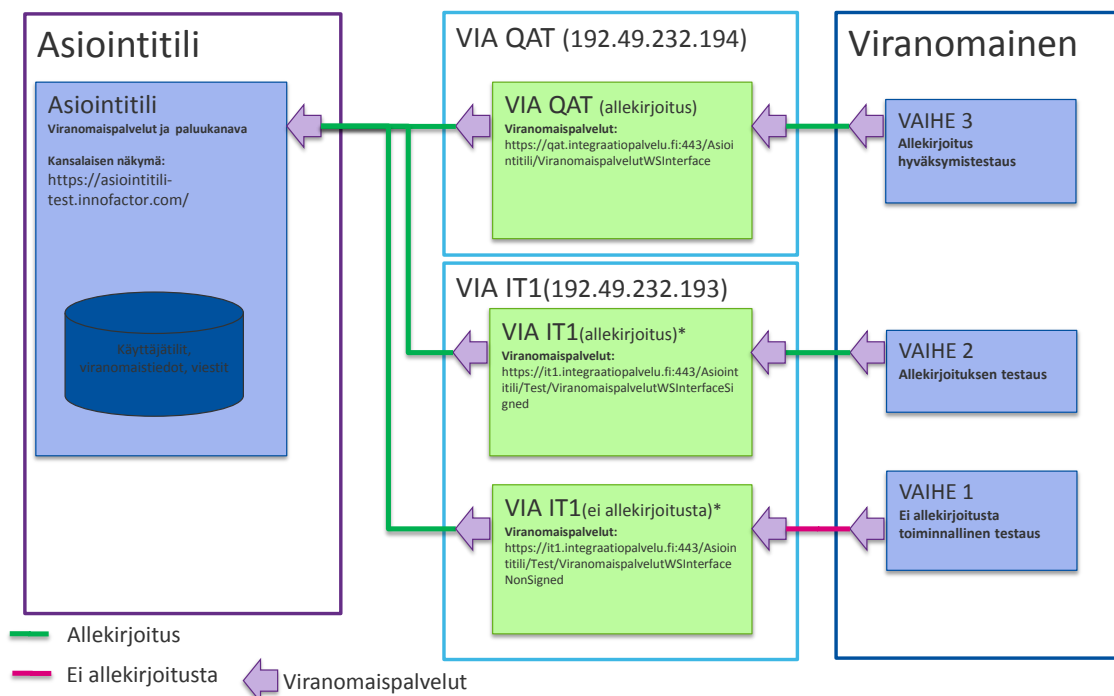 Asiointitili
Asiointitili
Viranomaispalvelut ja paluukanava
Kansalaisen näkymä:
https://asiointitili-
test.innofactor.com/
Käyttäjätilit,
viranomaistiedot, viestit
VIA QAT (192.49.232.194)
VIA QAT (allekirjoitus)
Viranomaispalvelut:
https://qat.integraatiopalvelu.fi:443/Asioi
ntitili/ViranomaispalvelutWSInterface
VIA IT1(192.49.232.193)
VIA IT1(allekirjoitus)*
Viranomaispalvelut:
https://it1.integraatiopalvelu.fi:443/Asioint
itili/Test/ViranomaispalvelutWSInterfaceSi
gned
VIA IT1(ei allekirjoitusta)*
Viranomaispalvelut:
https://it1.integraatiopalvelu.fi:443/Asioin
titili/Test/ViranomaispalvelutWSInterface
NonSigned
Viranomainen
VAIHE 3
Allekirjoitus
hyväksymistestaus
VAIHE 2
Allekirjoituksen testaus
VAIHE 1
Ei allekirjoitusta
toiminnallinen testaus
Allekirjoitus
Ei allekirjoitusta
Viranomaispalvelut